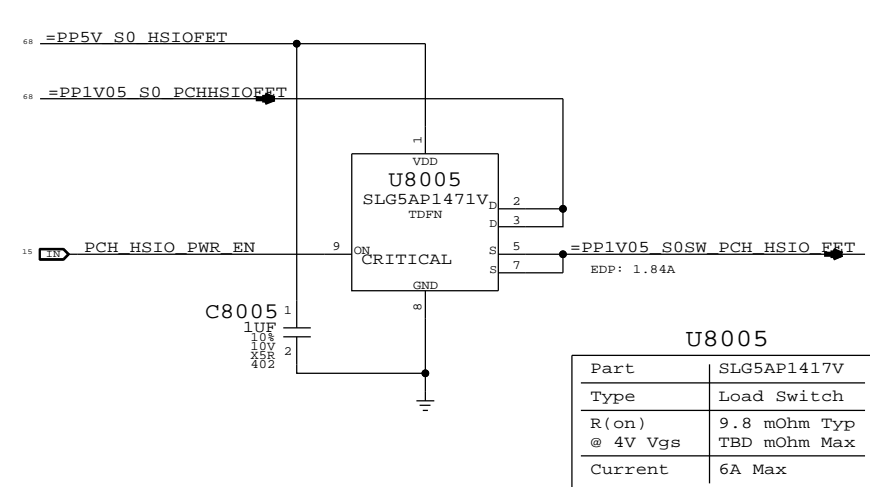 68 =PP5V_S0_HSIOFET
68 =PP1V05_S0_PCHHSIOFET
1
VDD
U8005
SLG5AP1471V
TDFN
D 2
D 3
15 IN PCH_HSIO_PWR_EN 9 ON
S 5 =PP1V05_S0SW_PCH_HSIO_FET
CRITICAL
S 7
EDP: 1.84A
GND
8
C8005 1
1UF
10%
10V
X5R
402
2
U8005
Part SLG5AP1417V
Type Load Switch
R(on) 9.8 mOhm Typ
@ 4V Vgs TBD mOhm Max
Current 6A Max